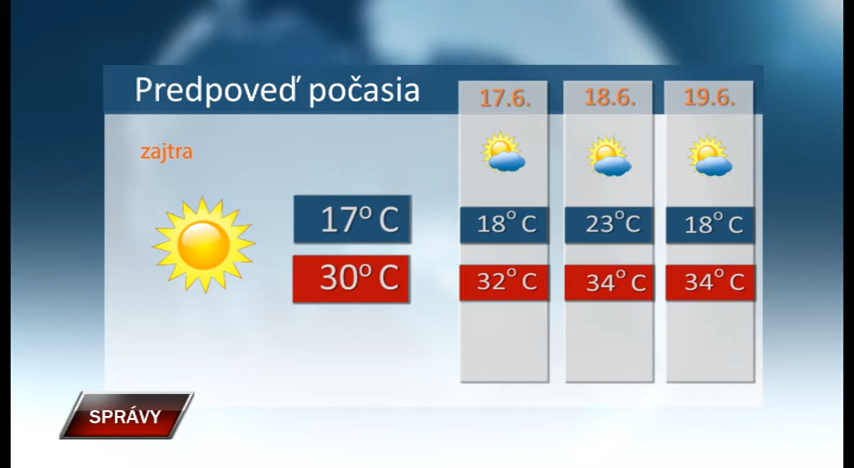 Predpoveď počasia
zajtra
17° C
30° C
17.6. 18.6. 19.6.
18° C 23°C 18° C
32° C 34° C 34° C
SPRÁVY